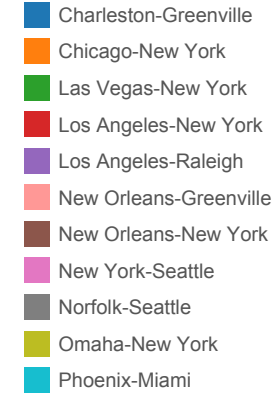 Charleston-Greenville
Chicago-New York
Las Vegas-New York
Los Angeles-New York
Los Angeles-Raleigh
New Orleans-Greenville
New Orleans-New York
New York-Seattle
Norfolk-Seattle
Omaha-New York
Phoenix-Miami